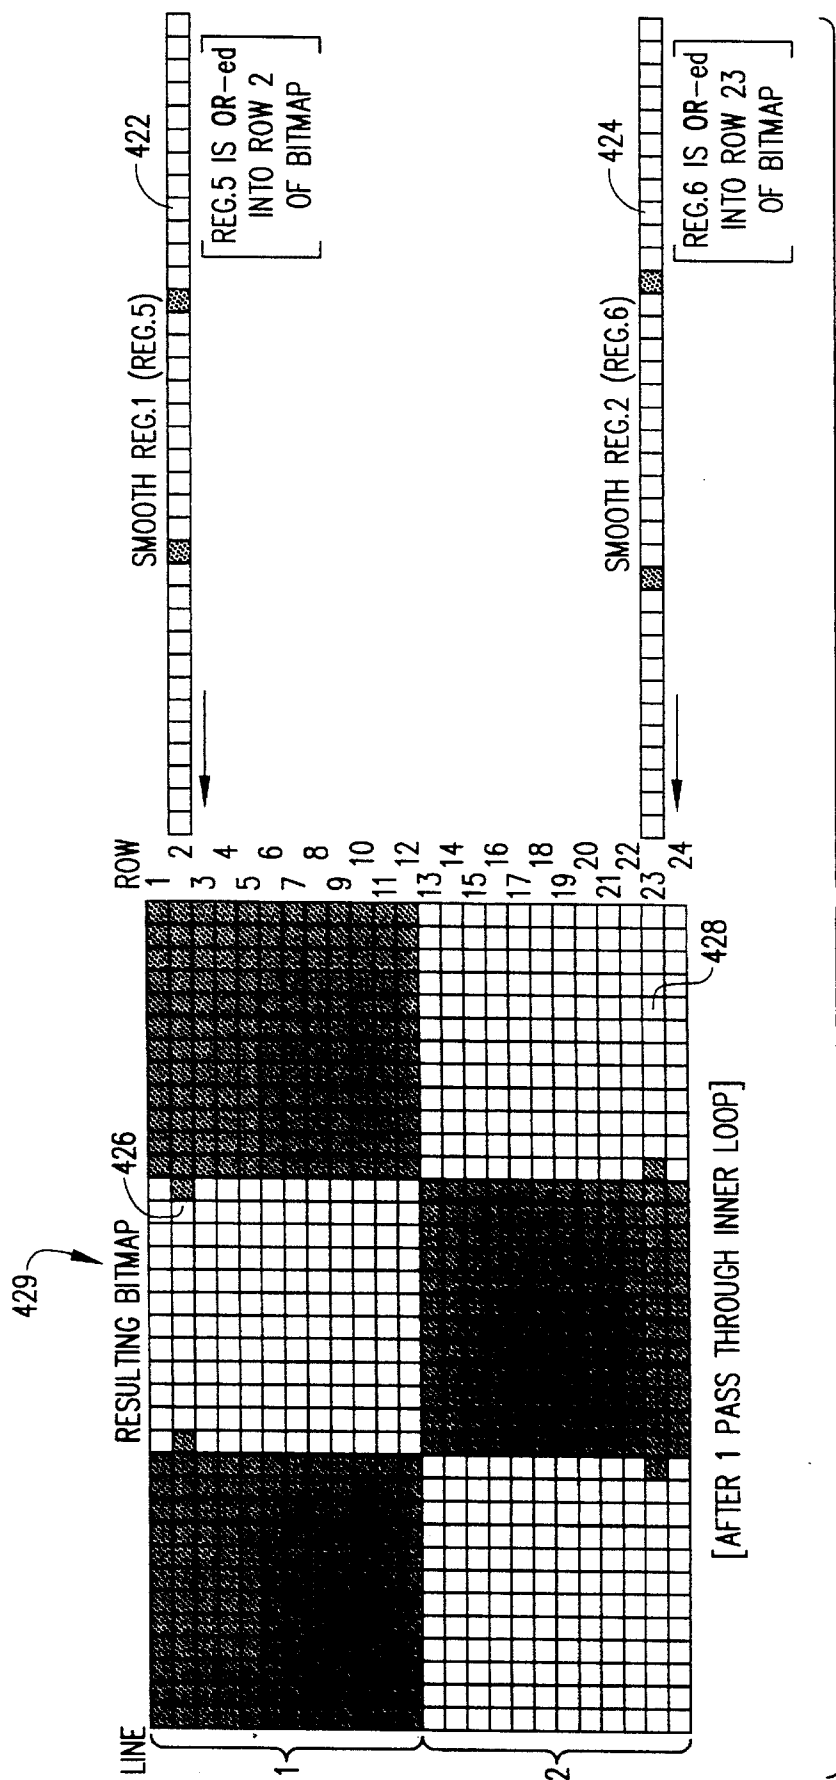 429
RESULTING BITMAP
426
LINE
1
2
ROW
1
2
3
4
5
6
7
8
9
10
11
12
13
14
15
16
17
18
19
20
21
22
23
24
428
[AFTER 1 PASS THROUGH INNER LOOP]
SMOOTH REG.1 (REG.5)
422
REG.5 IS OR-ed
INTO ROW 2
OF BITMAP
SMOOTH REG.2 (REG.6)
424
REG.6 IS OR-ed
INTO ROW 23
OF BITMAP